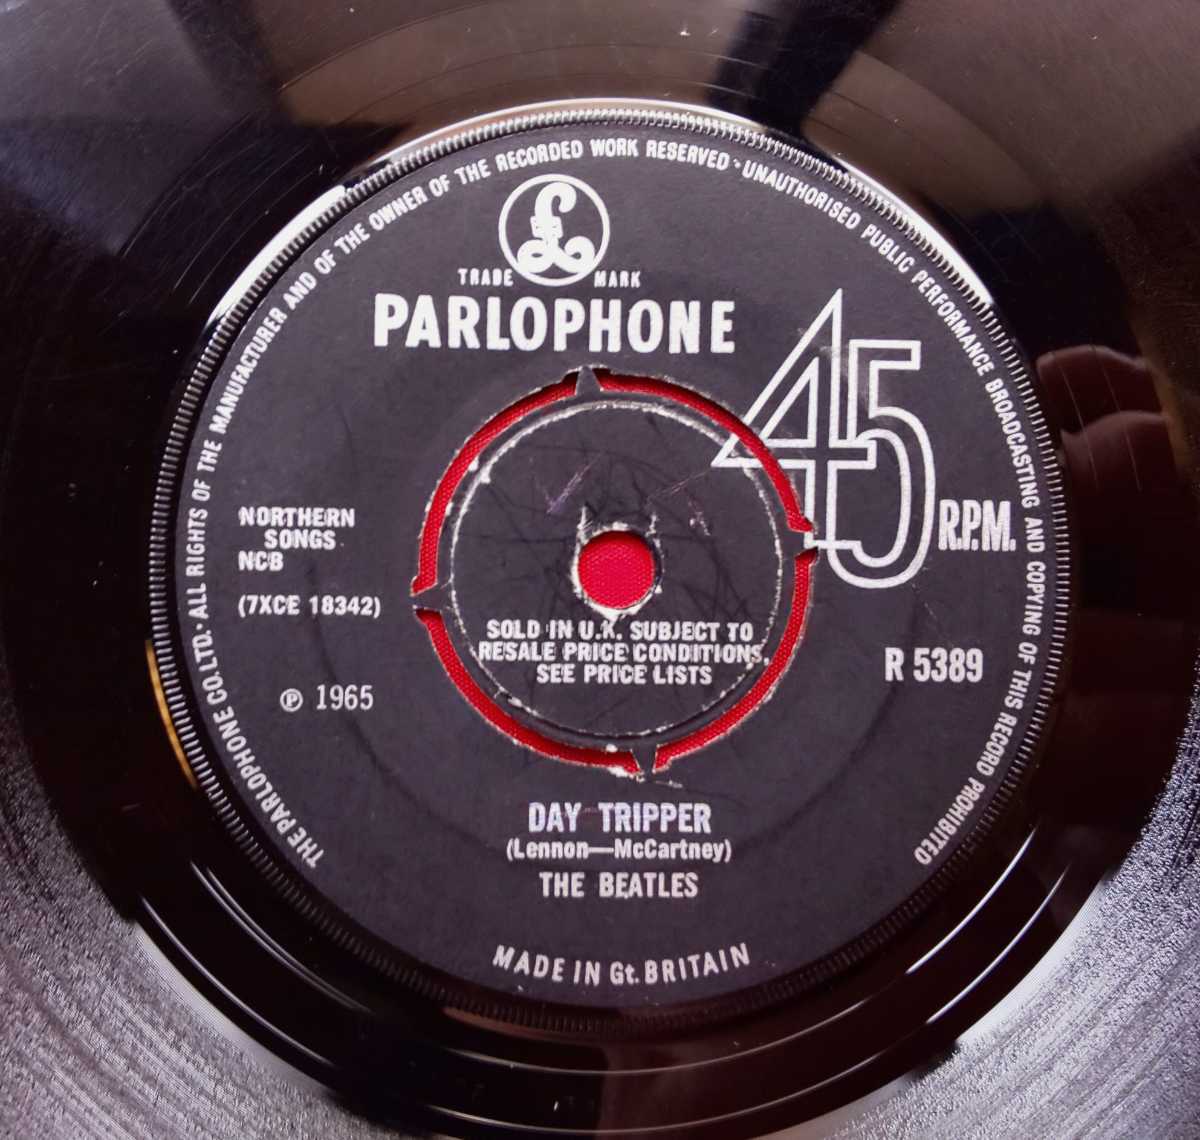 THE PARLOPHONE CO. LTD. · ALL RIGHTS OF THE MANUFACTURER AND OF THE OWNER OF THE RECORDED WORK RESERVED · UNAUTHORISED PUBLIC PERFORMANCE BROADCASTING AND COPYING OF THIS RECORD PROHIBITED
£
TRADE MARK
PARLOPHONE
45
R.P.M.
NORTHERN
SONGS
NCB
(7XCE 18342)
℗ 1965
SOLD IN U.K. SUBJECT TO
RESALE PRICE CONDITIONS,
SEE PRICE LISTS
R 5389
DAY TRIPPER
(Lennon—McCartney)
THE BEATLES
MADE IN Gt. BRITAIN